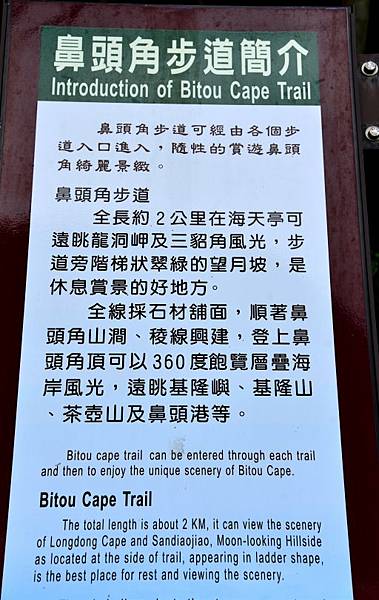 鼻頭角步道簡介
Introduction of Bitou Cape Trail
鼻頭角步道可經由各個步
道入口進入，隨性的賞遊鼻頭
角綺麗景緻。
鼻頭角步道
全長約2公里在海天亭可
遠眺龍洞岬及三貂角風光，步
道旁階梯狀翠綠的望月坡，是
休息賞景的好地方。
全線採石材舖面，順著鼻
頭角山澗、稜線興建，登上鼻
頭角頂可以360度飽覽層疊海
岸風光，遠眺基隆嶼、基隆山
、茶壺山及鼻頭港等。
Bitou cape trail can be entered through each trail
and then to enjoy the unique scenery of Bitou Cape.
Bitou Cape Trail
The total length is about 2 KM, it can view the scenery
of Longdong Cape and Sandiaojiao, Moon-looking Hillside
as located at the side of trail, appearing in ladder shape,
is the best place for rest and viewing the scenery.